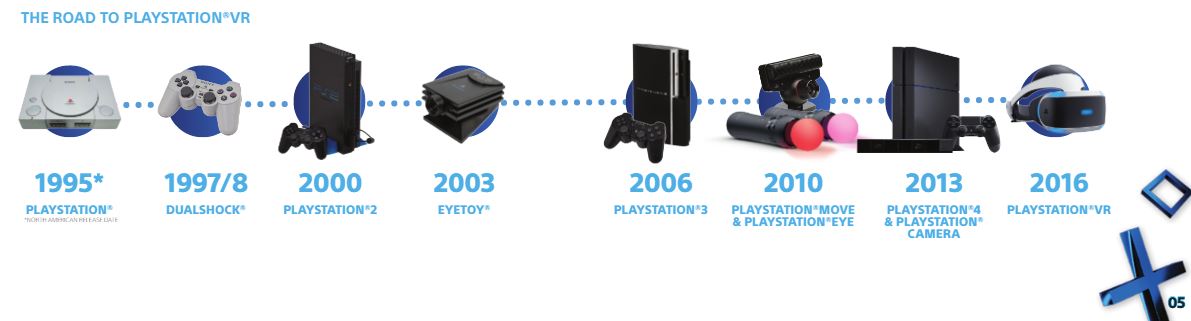 THE ROAD TO PLAYSTATION®VR
1995*
PLAYSTATION®
*NORTH AMERICAN RELEASE DATE
1997/8
DUALSHOCK®
2000
PLAYSTATION®2
2003
EYETOY®
2006
PLAYSTATION®3
2010
PLAYSTATION®MOVE
& PLAYSTATION®EYE
2013
PLAYSTATION®4
& PLAYSTATION®
CAMERA
2016
PLAYSTATION®VR
05